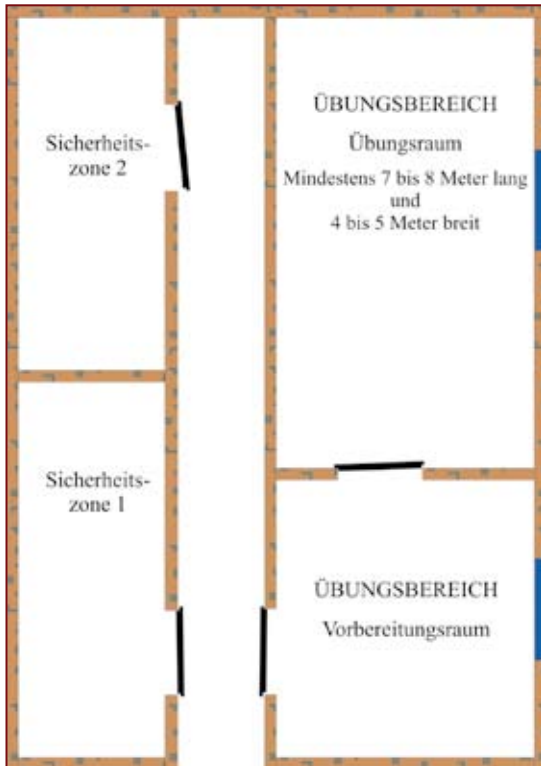 Sicherheits-
zone 2
ÜBUNGSBEREICH
Übungsraum
Mindestens 7 bis 8 Meter lang
und
4 bis 5 Meter breit
Sicherheits-
zone 1
ÜBUNGSBEREICH
Vorbereitungsraum